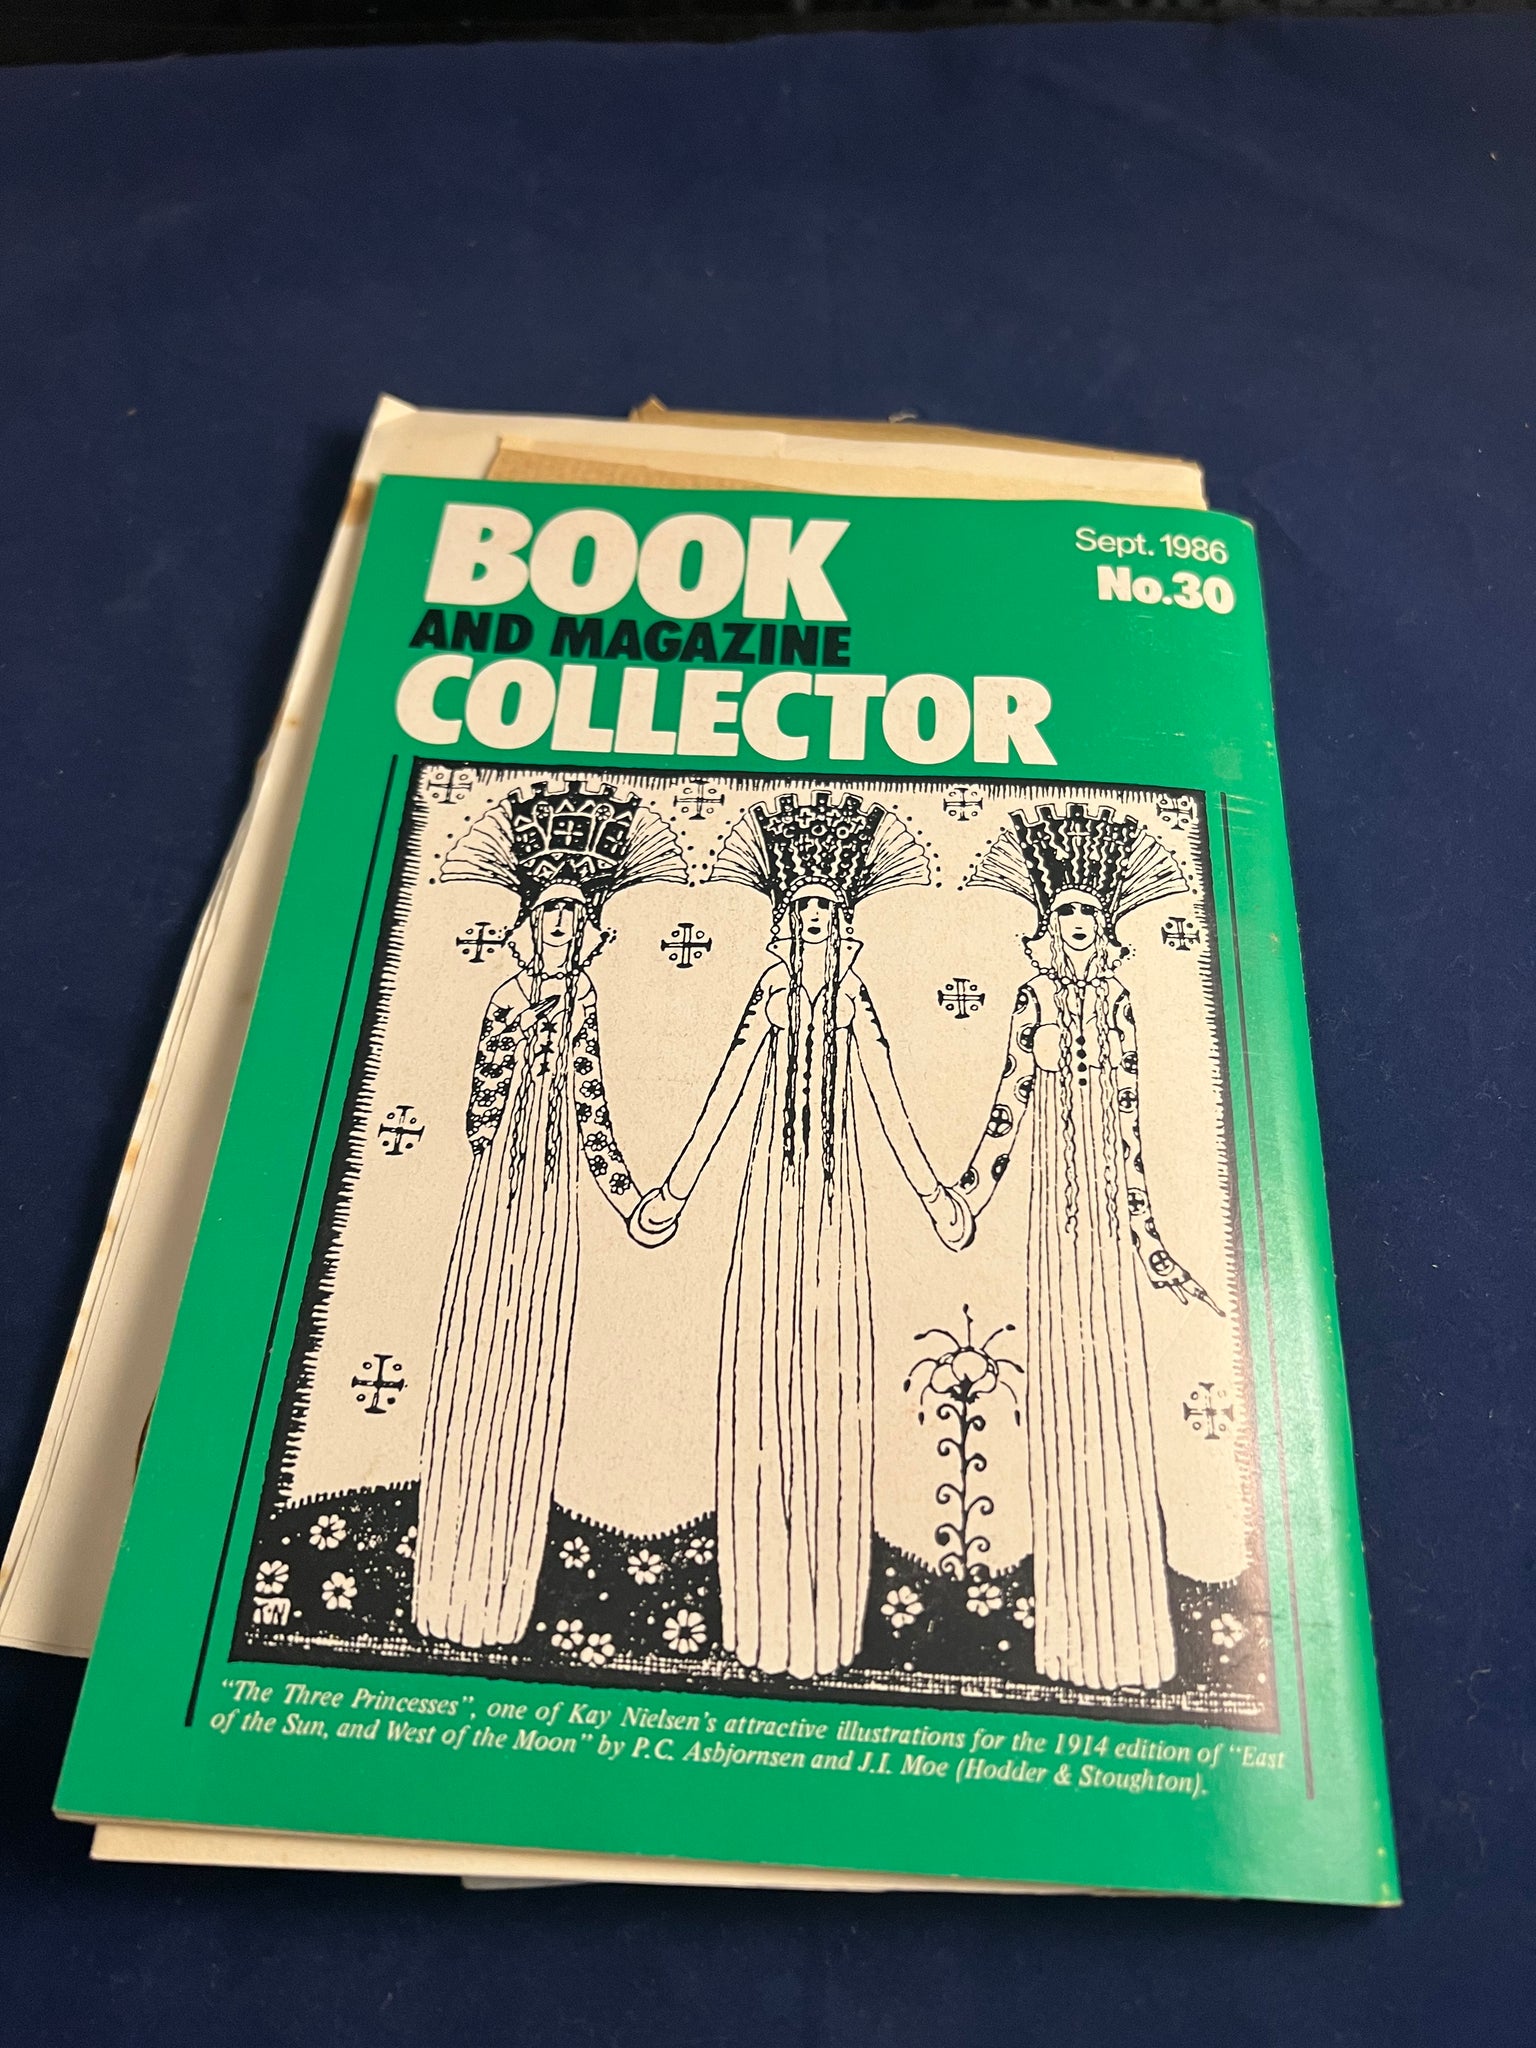 BOOK
AND MAGAZINE
COLLECTOR
Sept. 1986
No.30
"The Three Princesses", one of Kay Nielsen's attractive illustrations for the 1914 edition of "East
of the Sun, and West of the Moon" by P.C. Asbjornsen and J.I. Moe (Hodder & Stoughton).